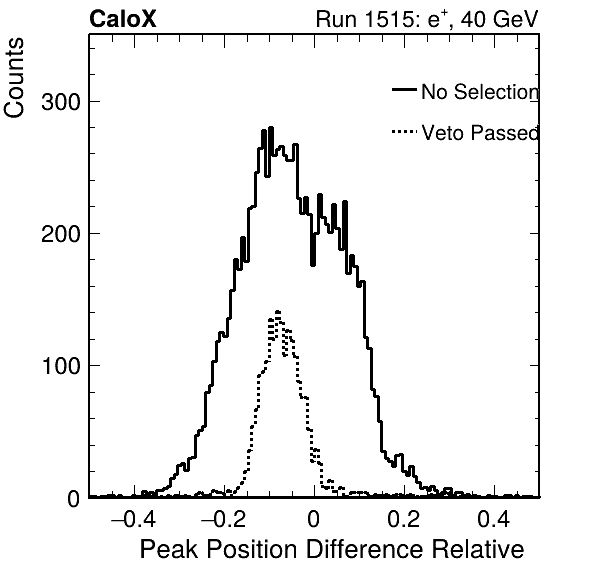 CaloX Run 1515: e⁺, 40 GeV
Counts
No Selection
Veto Passed
300
200
100
0
−0.4 −0.2 0 0.2 0.4
Peak Position Difference Relative